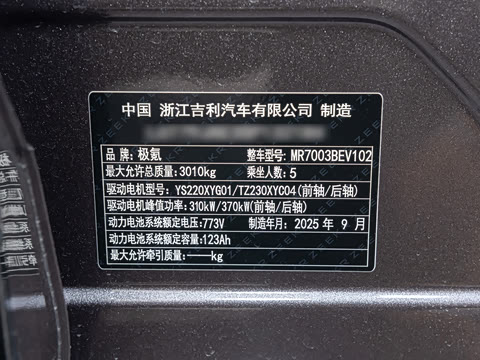 中国 浙江吉利汽车有限公司 制造
品牌:极氪 整车型号:MR7003BEV102
最大允许总质量:3010kg 乘坐人数:5
驱动电机型号:YS220XYG01/TZ230XYC04(前轴/后轴)
驱动电机峰值功率:310kW/370kW(前轴/后轴)
动力电池系统额定电压:773V 制造年月:2025 年 9 月
动力电池系统额定容量:123Ah
最大允许牵引质量:——kg